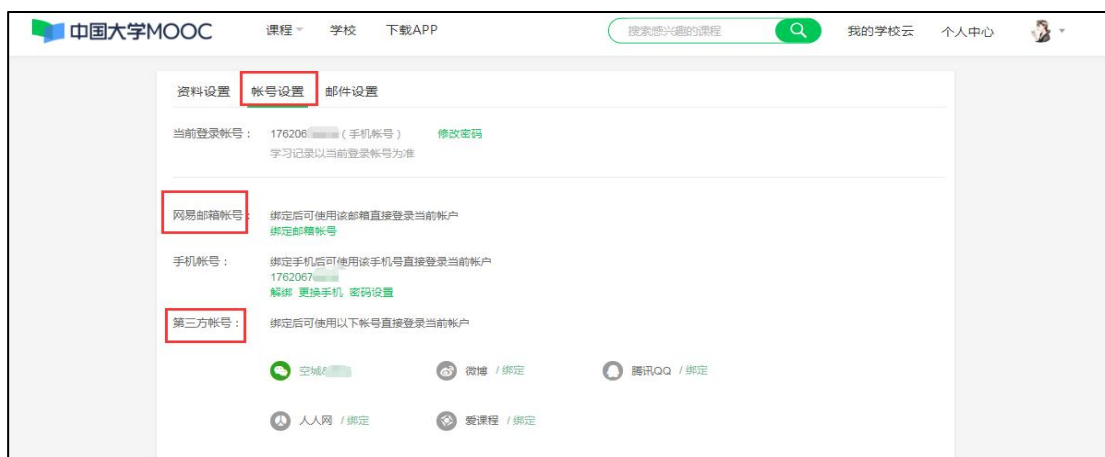 中国大学MOOC 课程 学校 下载APP 搜索感兴趣的课程 我的学校云 个人中心
资料设置 帐号设置 邮件设置
当前登录帐号： 176206 （手机帐号） 修改密码
学习记录以当前登录帐号为准
网易邮箱帐号： 绑定后可使用该邮箱直接登录当前帐户
绑定邮箱帐号
手机帐号： 绑定手机后可使用该手机号直接登录当前帐户
1762067
解绑 更换手机 密码设置
第三方帐号： 绑定后可使用以下帐号直接登录当前帐户
空城& 微博 / 绑定 腾讯QQ / 绑定
人人网 / 绑定 爱课程 / 绑定